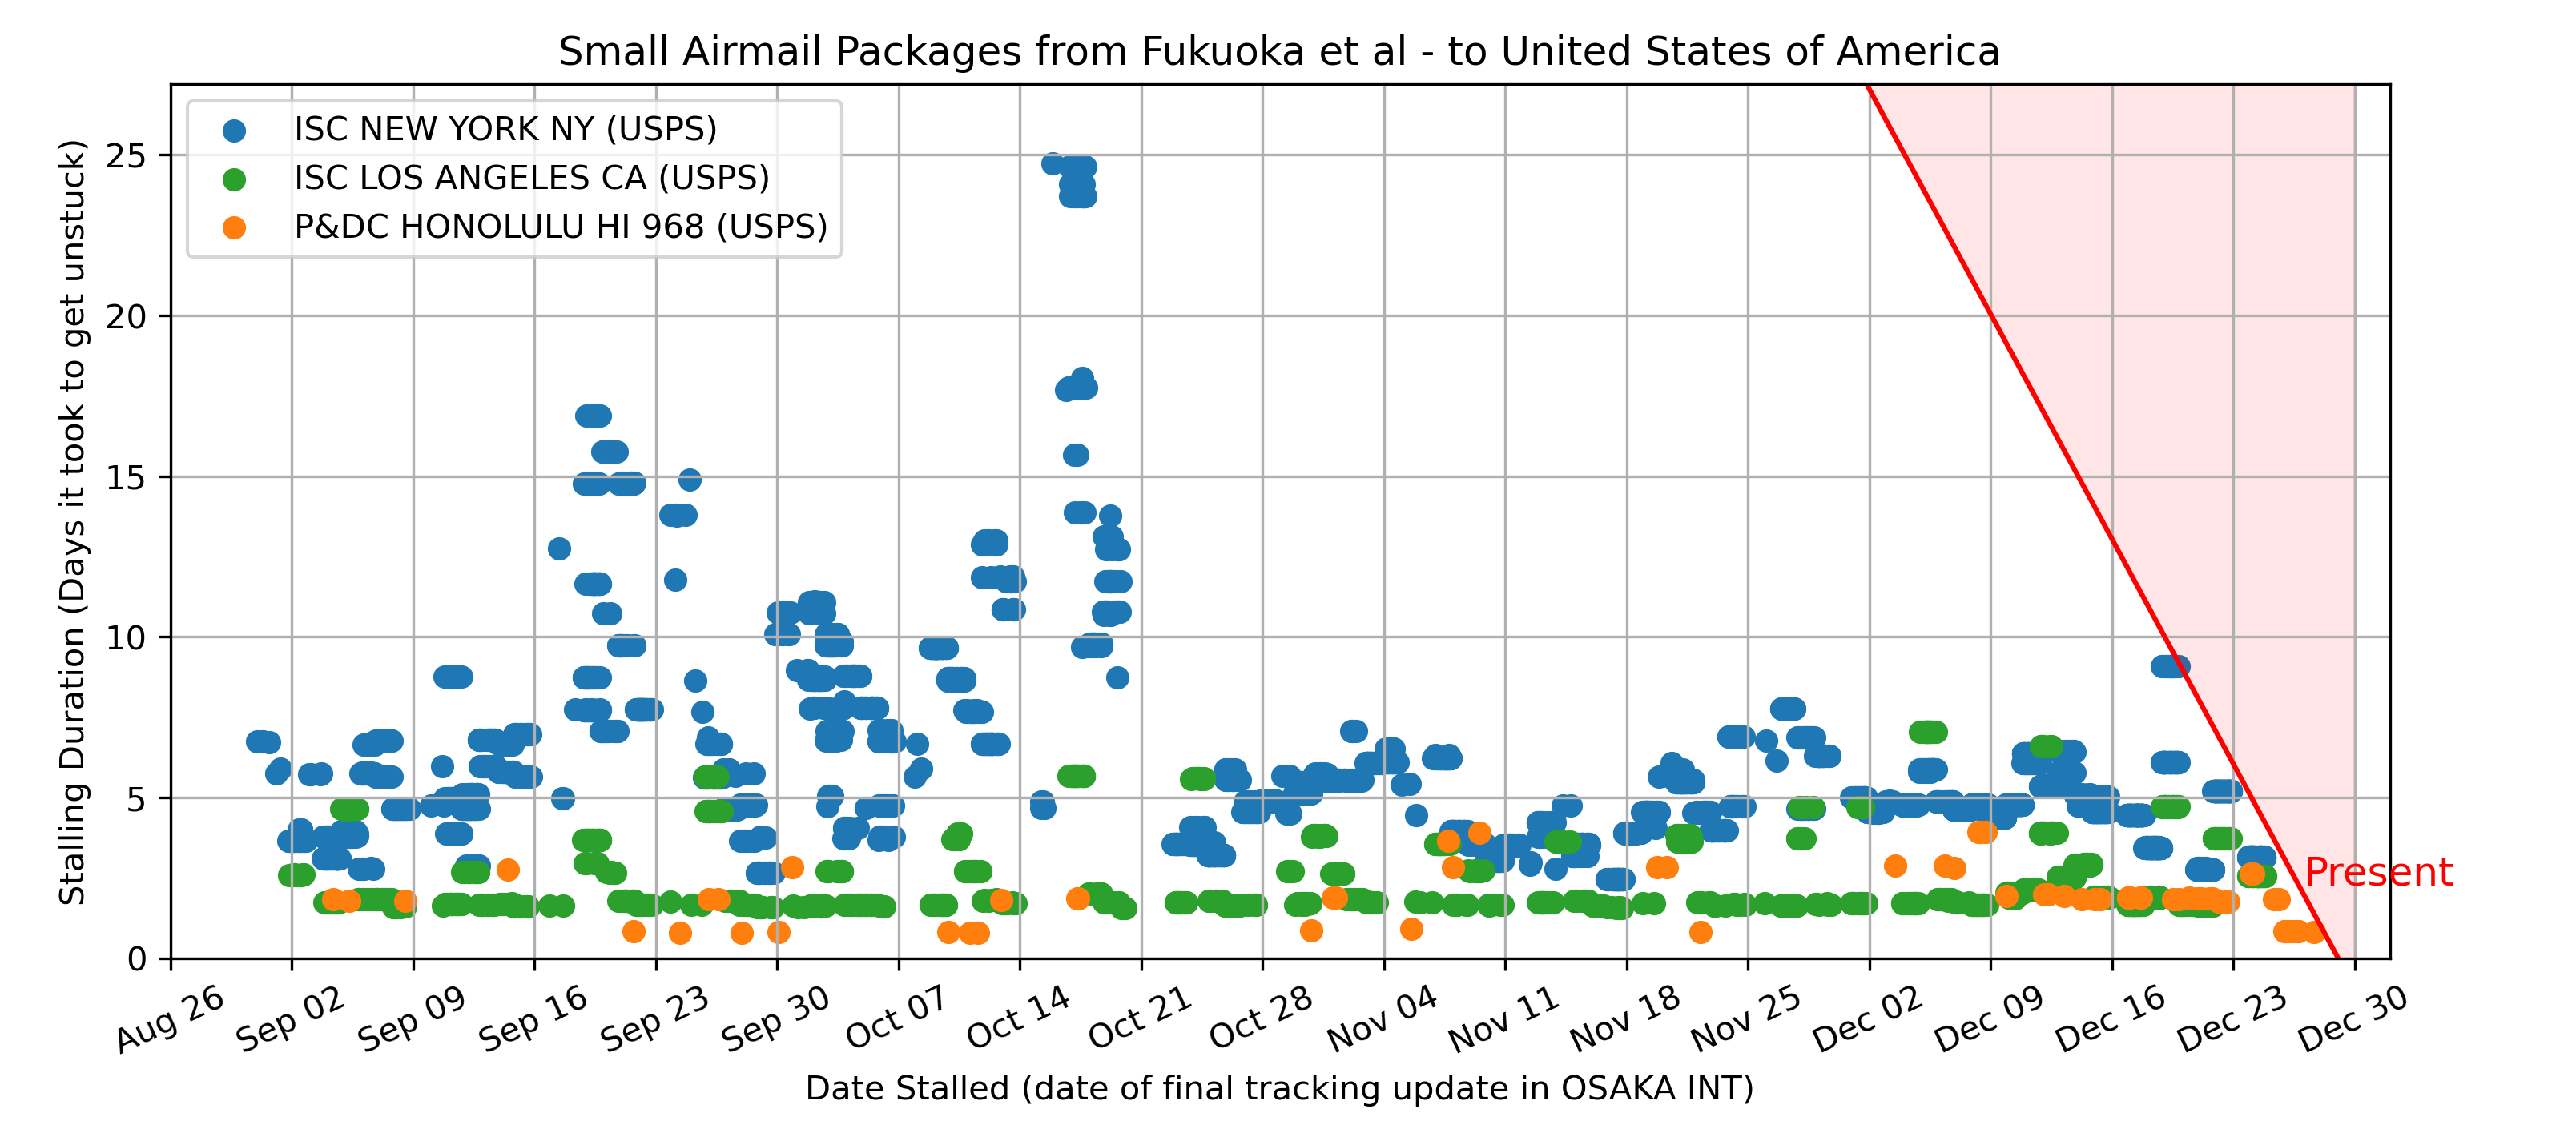 Small Airmail Packages from Fukuoka et al - to United States of America
ISC NEW YORK NY (USPS)
ISC LOS ANGELES CA (USPS)
P&DC HONOLULU HI 968 (USPS)
Stalling Duration (Days it took to get unstuck)
25
20
15
10
5
0
Present
Aug 26
Sep 02
Sep 09
Sep 16
Sep 23
Sep 30
Oct 07
Oct 14
Oct 21
Oct 28
Nov 04
Nov 11
Nov 18
Nov 25
Dec 02
Dec 09
Dec 16
Dec 23
Dec 30
Date Stalled (date of final tracking update in OSAKA INT)